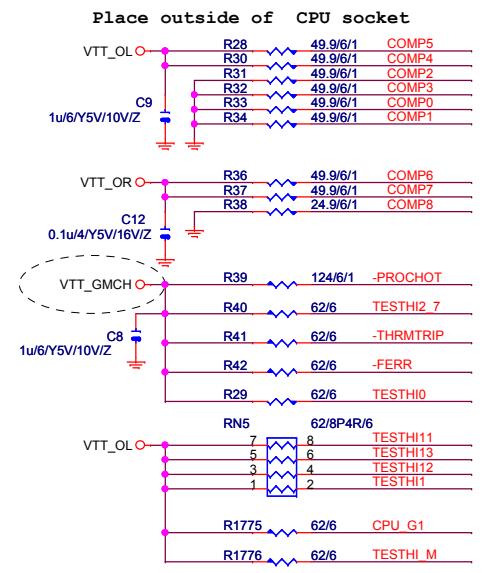 Place outside of CPU socket
VTT_OL
R28 49.9/6/1 COMP5
R30 49.9/6/1 COMP4
R31 49.9/6/1 COMP2
R32 49.9/6/1 COMP3
R33 49.9/6/1 COMP0
R34 49.9/6/1 COMP1
C9
1u/6/Y5V/10V/Z
VTT_OR
R36 49.9/6/1 COMP6
R37 49.9/6/1 COMP7
R38 24.9/6/1 COMP8
C12
0.1u/4/Y5V/16V/Z
VTT_GMCH
R39 124/6/1 -PROCHOT
R40 62/6 TESTHI2_7
R41 62/6 -THRMTRIP
R42 62/6 -FERR
R29 62/6 TESTHI0
C8
1u/6/Y5V/10V/Z
RN5 62/8P4R/6
VTT_OL
7 8 TESTHI11
5 6 TESTHI13
3 4 TESTHI12
1 2 TESTHI1
R1775 62/6 CPU_G1
R1776 62/6 TESTHI_M